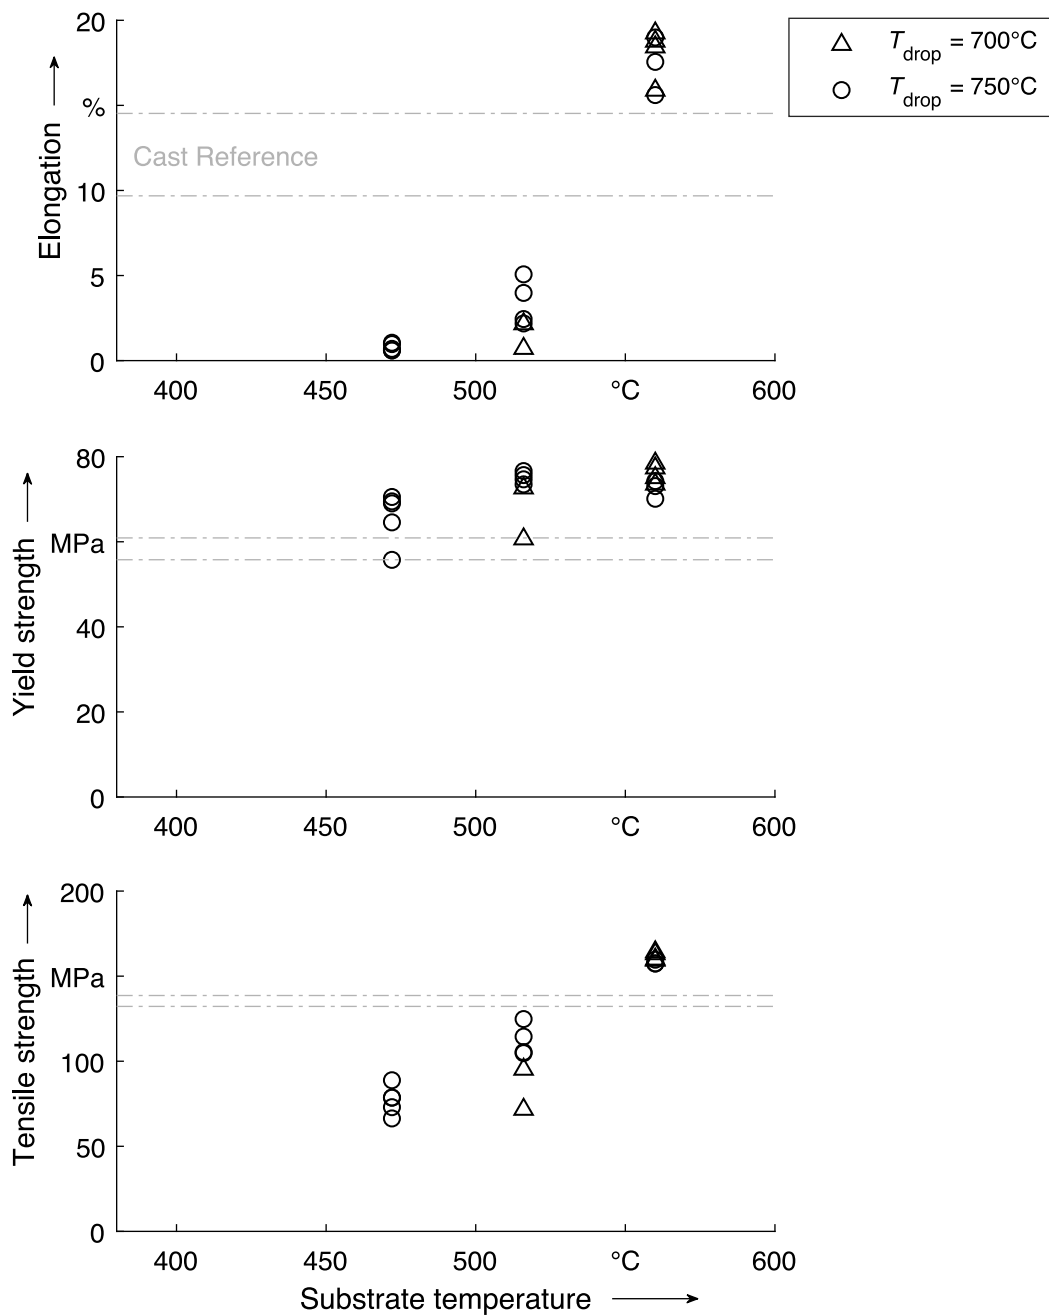 T_drop = 700°C
T_drop = 750°C
20
%
10
5
0
Elongation
Cast Reference
400 450 500 °C 600
80
MPa
40
20
0
Yield strength
400 450 500 °C 600
200
MPa
100
50
0
Tensile strength
400 450 500 °C 600
Substrate temperature